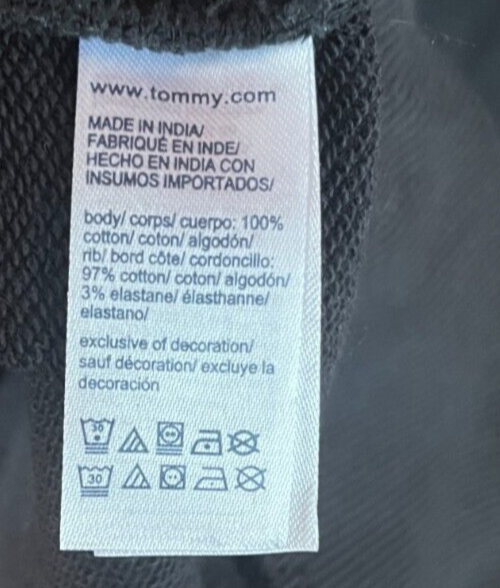 www.tommy.com
MADE IN INDIA/
FABRIQUÉ EN INDE/
HECHO EN INDIA CON
INSUMOS IMPORTADOS/
body/ corps/ cuerpo: 100%
cotton/ coton/ algodón/
rib/ bord côte/ cordoncillo:
97% cotton/ coton/ algodón/
3% elastane/ élasthanne/
elastano/
exclusive of decoration/
sauf décoration/ excluye la
decoración
30
30